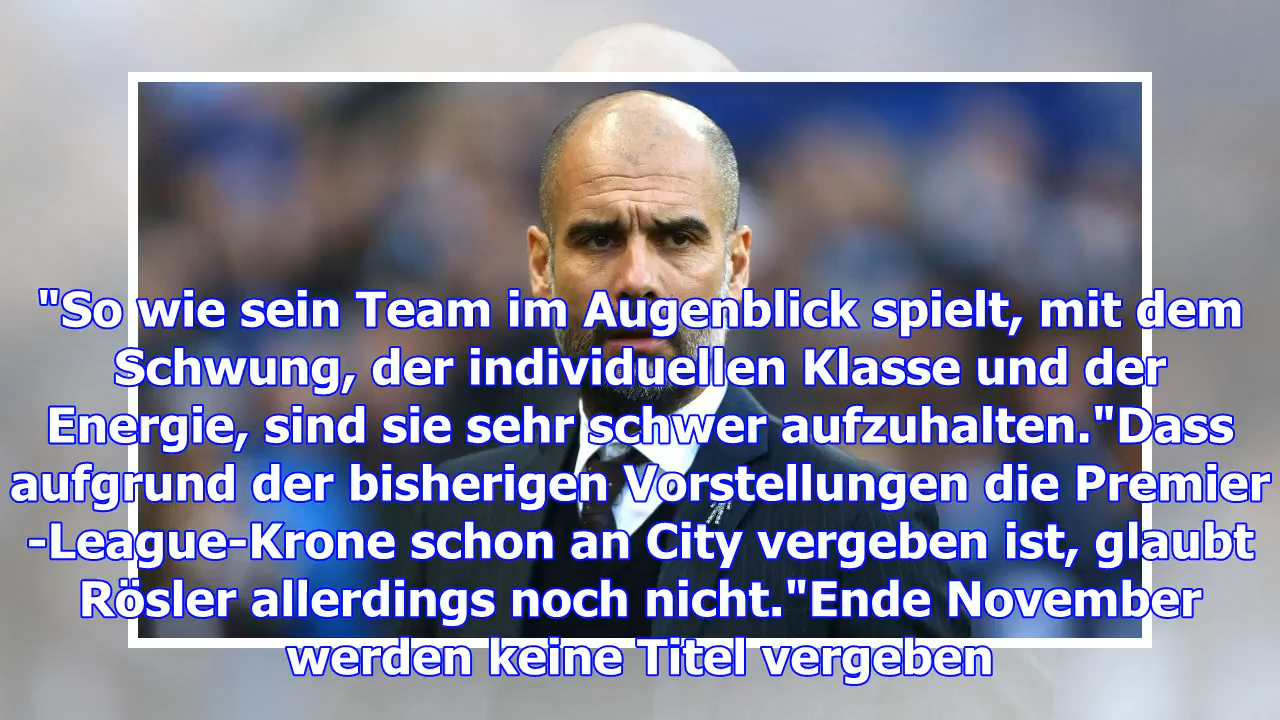 "So wie sein Team im Augenblick spielt, mit dem
Schwung, der individuellen Klasse und der
Energie, sind sie sehr schwer aufzuhalten."Dass
aufgrund der bisherigen Vorstellungen die Premier
-League-Krone schon an City vergeben ist, glaubt
Rösler allerdings noch nicht."Ende November
werden keine Titel vergeben